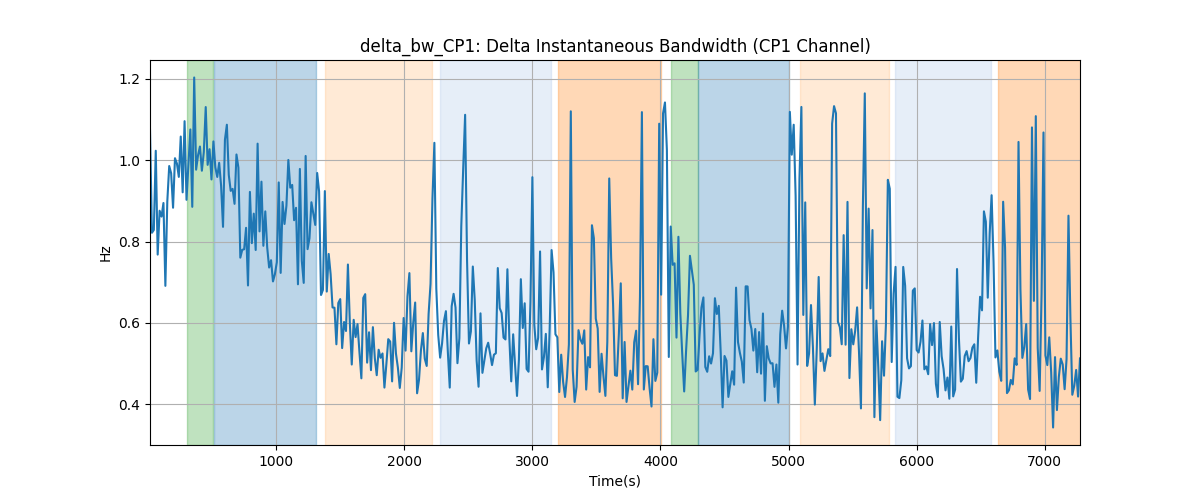 delta_bw_CP1: Delta Instantaneous Bandwidth (CP1 Channel)
1.2
1.0
0.8
0.6
0.4
Hz
1000 2000 3000 4000 5000 6000 7000
Time(s)